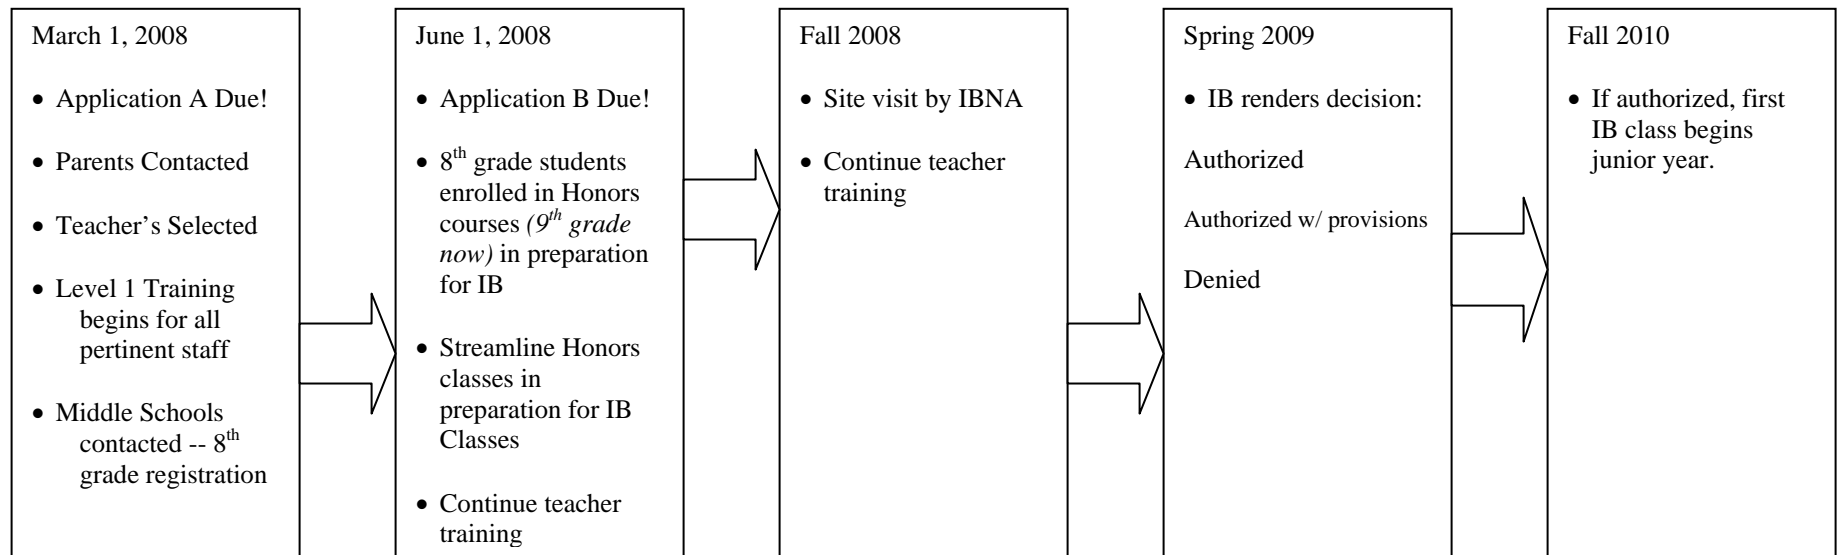 March 1, 2008
• Application A Due!
• Parents Contacted
• Teacher's Selected
• Level 1 Training
begins for all
pertinent staff
• Middle Schools
contacted -- 8th
grade registration
June 1, 2008
• Application B Due!
• 8th grade students
enrolled in Honors
courses (9th grade
now) in preparation
for IB
• Streamline Honors
classes in
preparation for IB
Classes
• Continue teacher
training
Fall 2008
• Site visit by IBNA
• Continue teacher
training
Spring 2009
• IB renders decision:
Authorized
Authorized w/ provisions
Denied
Fall 2010
• If authorized, first
IB class begins
junior year.